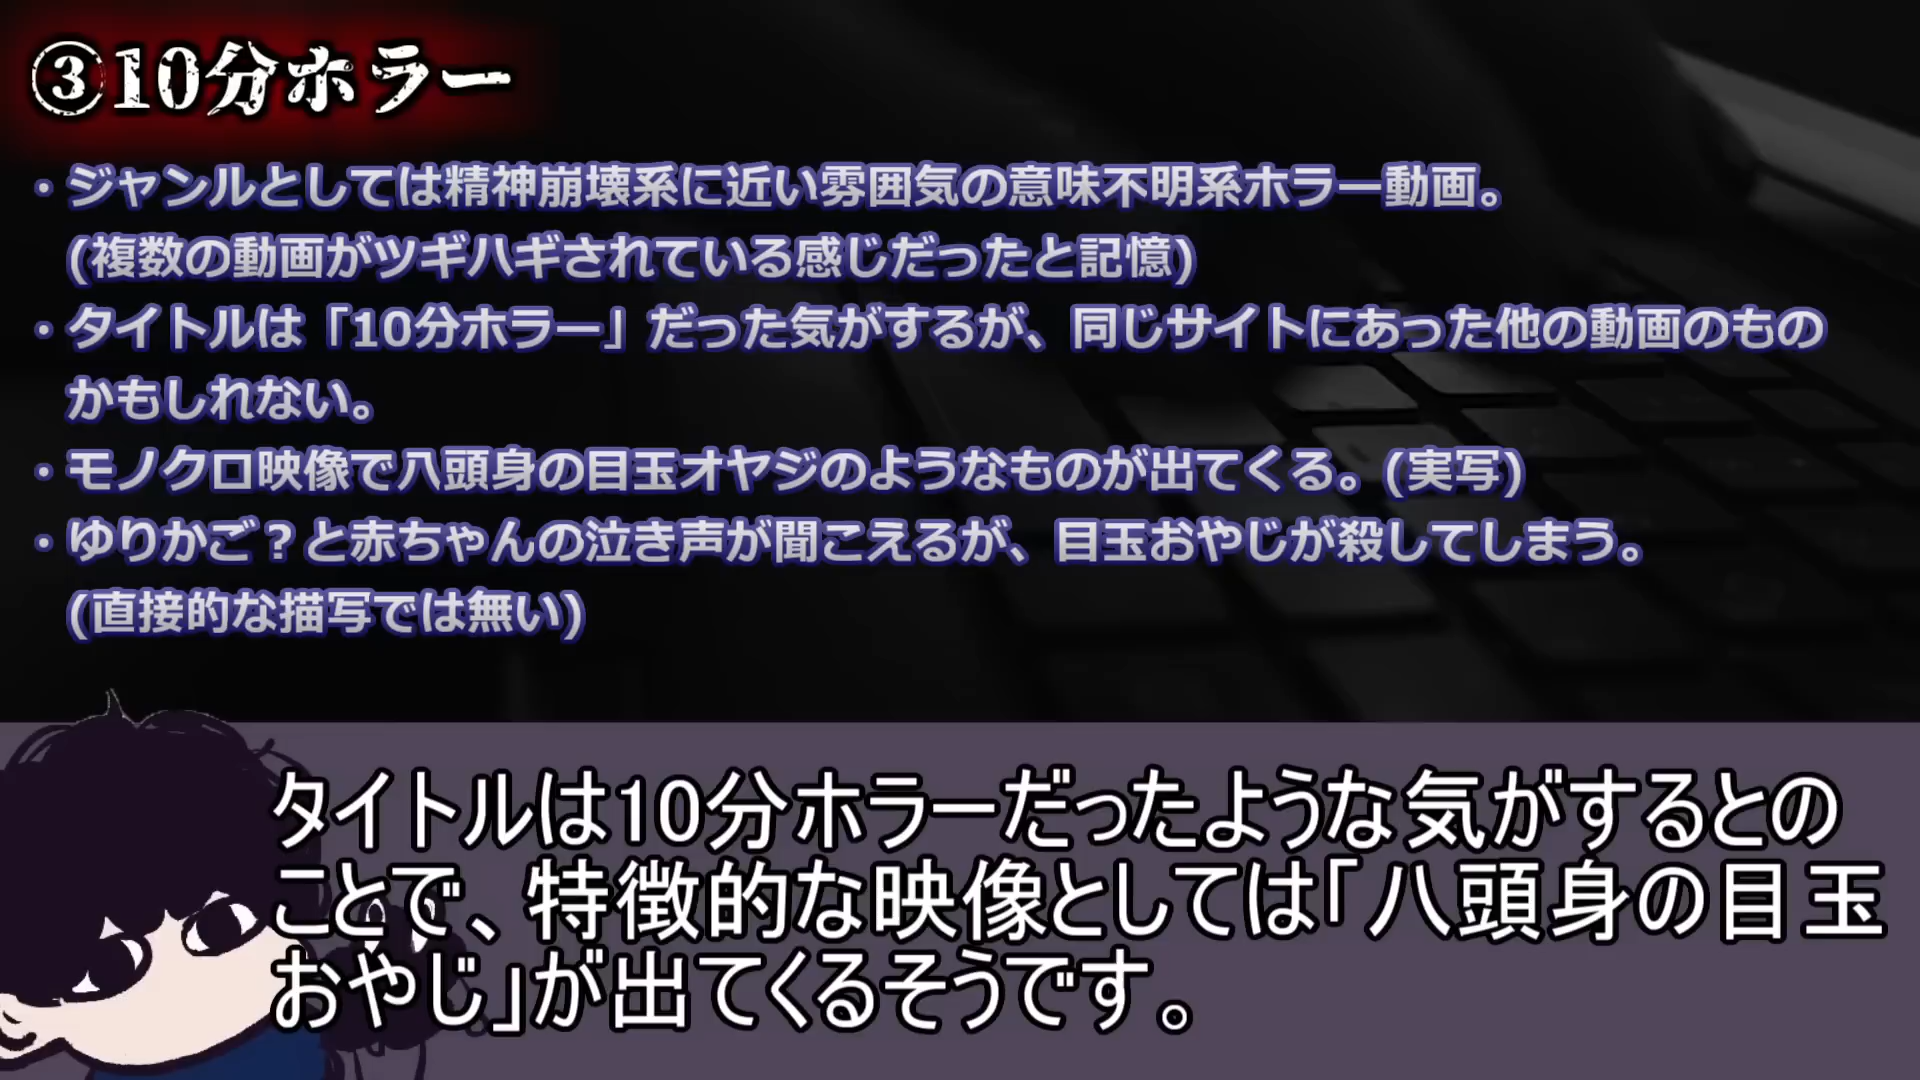 ③10分ホラー
・ジャンルとしては精神崩壊系に近い雰囲気の意味不明系ホラー動画。
(複数の動画がツギハギされている感じだったと記憶)
・タイトルは「10分ホラー」だった気がするが、同じサイトにあった他の動画のもの
かもしれない。
・モノクロ映像で八頭身の目玉オヤジのようなものが出てくる。(実写)
・ゆりかご？と赤ちゃんの泣き声が聞こえるが、目玉おやじが殺してしまう。
(直接的な描写では無い)
タイトルは10分ホラーだったような気がするとの
ことで、特徴的な映像としては「八頭身の目玉
おやじ」が出てくるそうです。